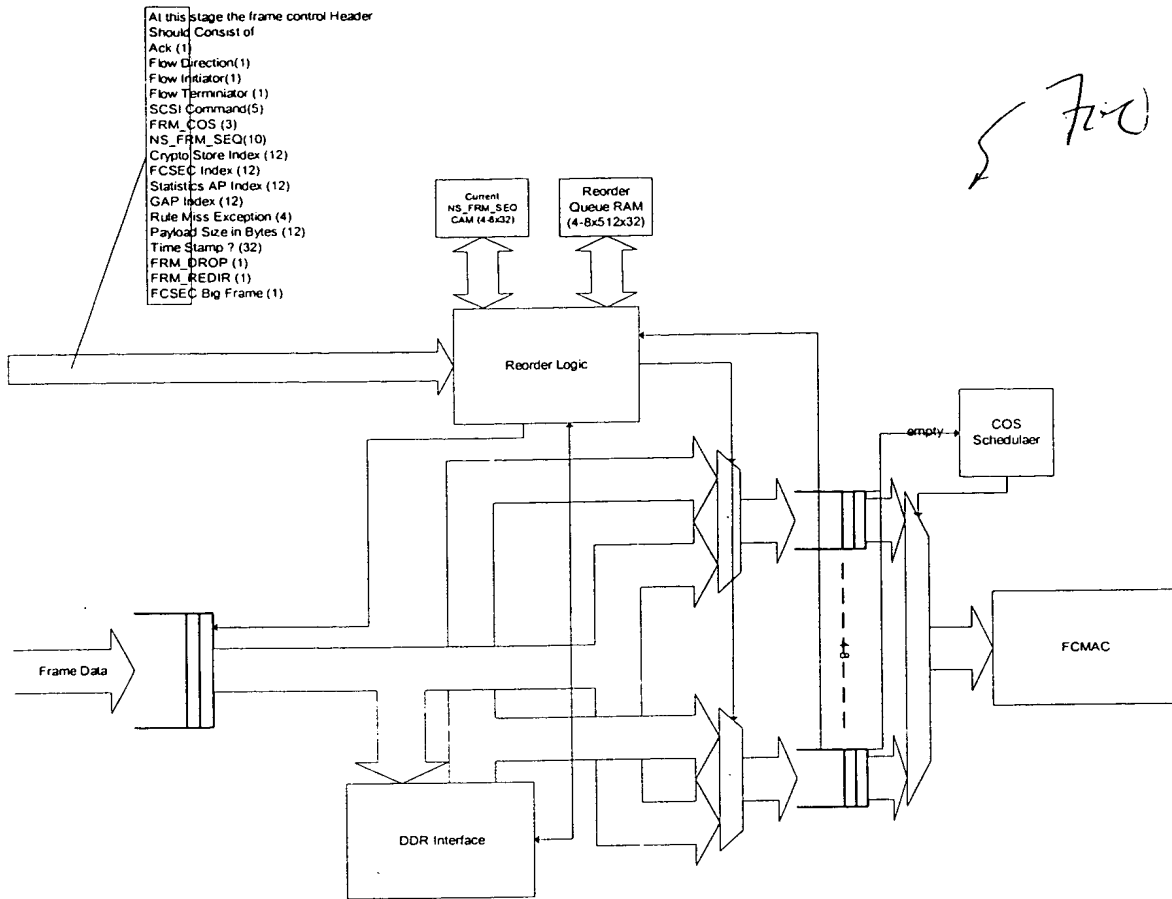 At this stage the frame control Header
Should Consist of
Ack (1)
Flow Direction(1)
Flow Initiator(1)
Flow Terminiator (1)
SCSI Command(5)
FRM_COS (3)
NS_FRM_SEQ(10)
Crypto Store Index (12)
FCSEC Index (12)
Statistics AP Index (12)
GAP Index (12)
Rule Miss Exception (4)
Payload Size in Bytes (12)
Time Stamp ? (32)
FRM_DROP (1)
FRM_REDIR (1)
FCSEC Big Frame (1)
Current
NS_FRM_SEQ
CAM (4-8x32)
Reorder
Queue RAM
(4-8x512x32)
Reorder Logic
COS
Schedulaer
empty
4-8
Frame Data
FCMAC
DDR Interface